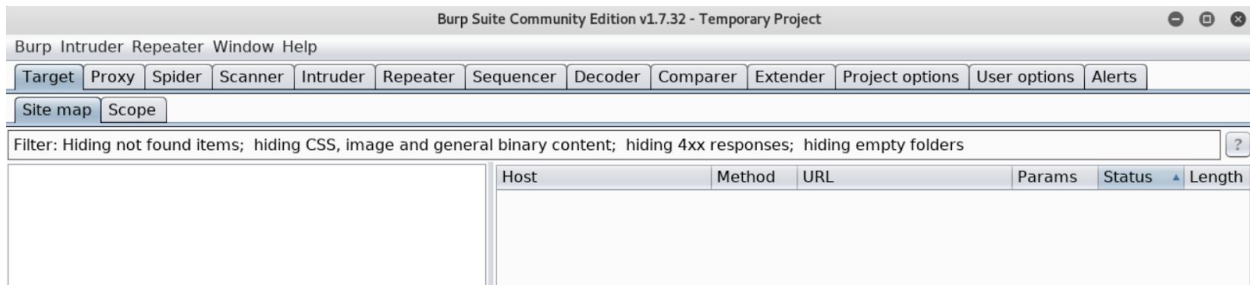 Burp Suite Community Edition v1.7.32 - Temporary Project
Burp Intruder Repeater Window Help
Target Proxy Spider Scanner Intruder Repeater Sequencer Decoder Comparer Extender Project options User options Alerts
Site map Scope
Filter: Hiding not found items; hiding CSS, image and general binary content; hiding 4xx responses; hiding empty folders ?
Host Method URL Params Status Length